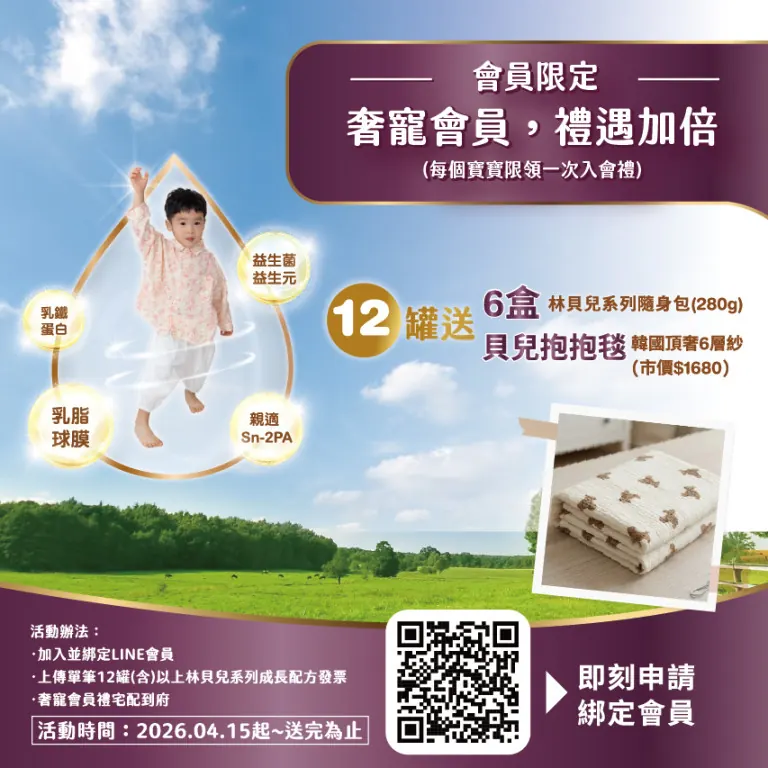 會員限定
奢寵會員，禮遇加倍
(每個寶寶限領一次入會禮)
益生菌
益生元
乳鐵
蛋白
乳脂
球膜
親適
Sn-2PA
12罐送
6盒 林貝兒系列隨身包(280g)
貝兒抱抱毯 韓國頂奢6層紗
(市價$1680)
活動辦法：
·加入並綁定LINE會員
·上傳單筆12罐(含)以上林貝兒系列成長配方發票
·奢寵會員禮宅配到府
活動時間：2026.04.15起~送完為止
即刻申請
綁定會員